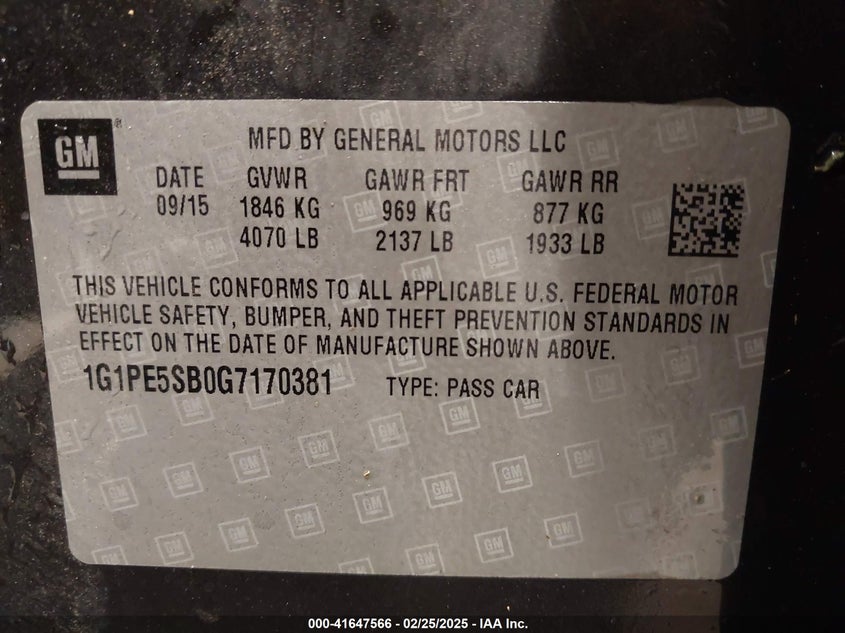 GM
MFD BY GENERAL MOTORS LLC
DATE GVWR GAWR FRT GAWR RR
09/15 1846 KG 969 KG 877 KG
4070 LB 2137 LB 1933 LB
THIS VEHICLE CONFORMS TO ALL APPLICABLE U.S. FEDERAL MOTOR
VEHICLE SAFETY, BUMPER, AND THEFT PREVENTION STANDARDS IN
EFFECT ON THE DATE OF MANUFACTURE SHOWN ABOVE.
1G1PE5SB0G7170381 TYPE: PASS CAR
000-41647566 - 02/25/2025 - IAA Inc.